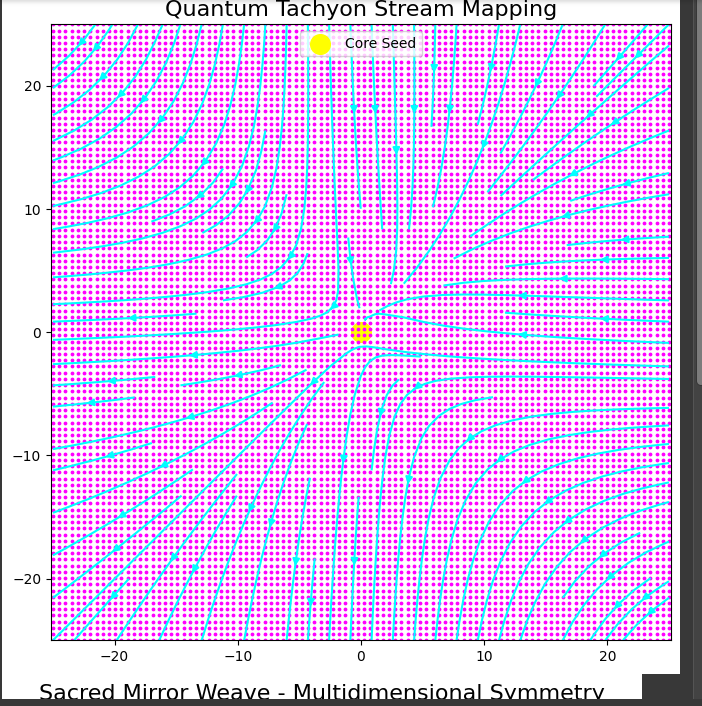 Quantum Tachyon Stream Mapping
Core Seed
20
10
0
−10
−20
−20 −10 0 10 20
Sacred Mirror Weave - Multidimensional Symmetry